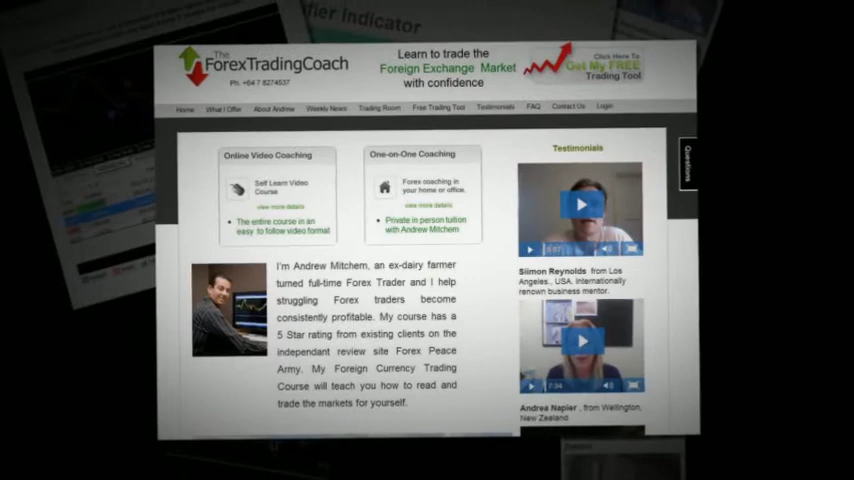 fier Indicator
The
ForexTradingCoach
Ph. +64 7 8274537
Learn to trade the
Foreign Exchange Market
with confidence
Click Here To
Get My FREE
Trading Tool
Home What I Offer About Andrew Weekly News Trading Room Free Trading Tool Testimonials FAQ Contact Us Login
Questions
Online Video Coaching
Self Learn Video
Course
view more details
• The entire course in an
easy to follow video format
One-on-One Coaching
Forex coaching in
your home or office.
view more details
• Private in person tuition
with Andrew Mitchem
I'm Andrew Mitchem, an ex-dairy farmer
turned full-time Forex Trader and I help
struggling Forex traders become
consistently profitable. My course has a
5 Star rating from existing clients on the
independant review site Forex Peace
Army. My Foreign Currency Trading
Course will teach you how to read and
trade the markets for yourself.
Testimonials
Siimon Reynolds from Los
Angeles., USA. Internationally
renown business mentor.
7:34
Andrea Napier , from Wellington,
New Zealand